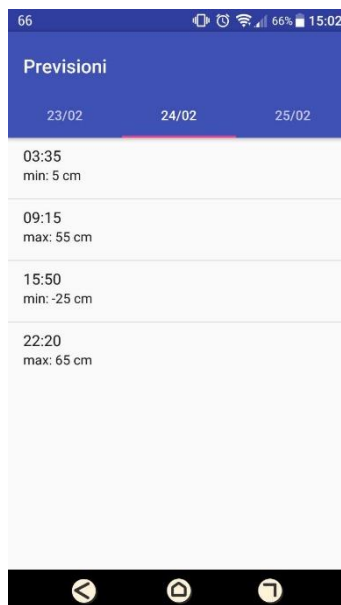 66 66% 15:02
Previsioni
23/02 24/02 25/02
03:35
min: 5 cm
09:15
max: 55 cm
15:50
min: -25 cm
22:20
max: 65 cm